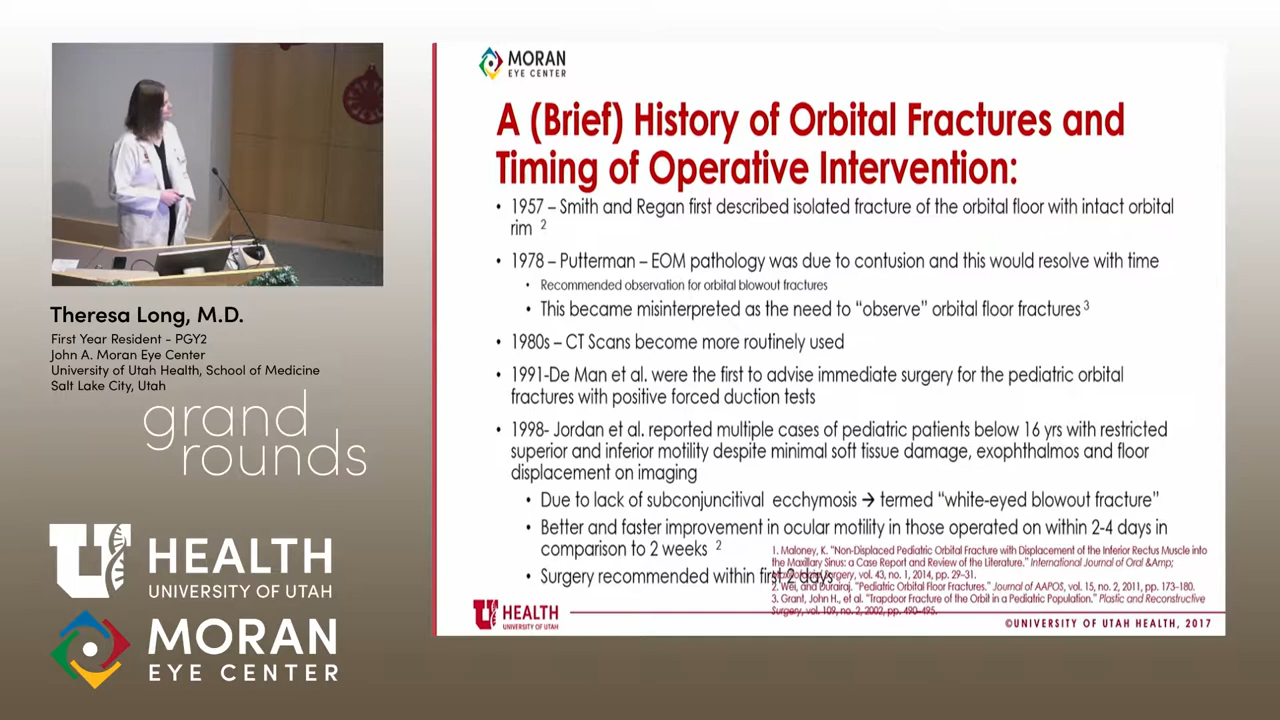 MORAN
EYE CENTER
A (Brief) History of Orbital Fractures and
Timing of Operative Intervention:
• 1957 – Smith and Regan first described isolated fracture of the orbital floor with intact orbital
rim 2
• 1978 – Putterman – EOM pathology was due to contusion and this would resolve with time
• Recommended observation for orbital blowout fractures
• This became misinterpreted as the need to “observe” orbital floor fractures 3
• 1980s – CT Scans become more routinely used
• 1991-De Man et al. were the first to advise immediate surgery for the pediatric orbital
fractures with positive forced duction tests
• 1998- Jordan et al. reported multiple cases of pediatric patients below 16 yrs with restricted
superior and inferior motility despite minimal soft tissue damage, exophthalmos and floor
displacement on imaging
• Due to lack of subconjuncitival ecchymosis → termed “white-eyed blowout fracture”
• Better and faster improvement in ocular motility in those operated on within 2-4 days in
comparison to 2 weeks 2
• Surgery recommended within first 2 days
1. Maloney, K. "Non-Displaced Pediatric Orbital Fracture with Displacement of the Inferior Rectus Muscle into
the Maxillary Sinus: a Case Report and Review of the Literature." International Journal of Oral &Amp;
Surgery, vol. 43, no. 1, 2014, pp. 29–31.
2. Wei, and Durairaj. "Pediatric Orbital Floor Fractures." Journal of AAPOS, vol. 15, no. 2, 2011, pp. 173–180.
3. Grant, John H., et al. "Trapdoor Fracture of the Orbit in a Pediatric Population." Plastic and Reconstructive
Surgery, vol. 109, no. 2, 2002, pp. 490–495.
U HEALTH
UNIVERSITY OF UTAH
©UNIVERSITY OF UTAH HEALTH, 2017
Theresa Long, M.D.
First Year Resident - PGY2
John A. Moran Eye Center
University of Utah Health, School of Medicine
Salt Lake City, Utah
grand
rounds
U HEALTH
UNIVERSITY OF UTAH
MORAN
EYE CENTER